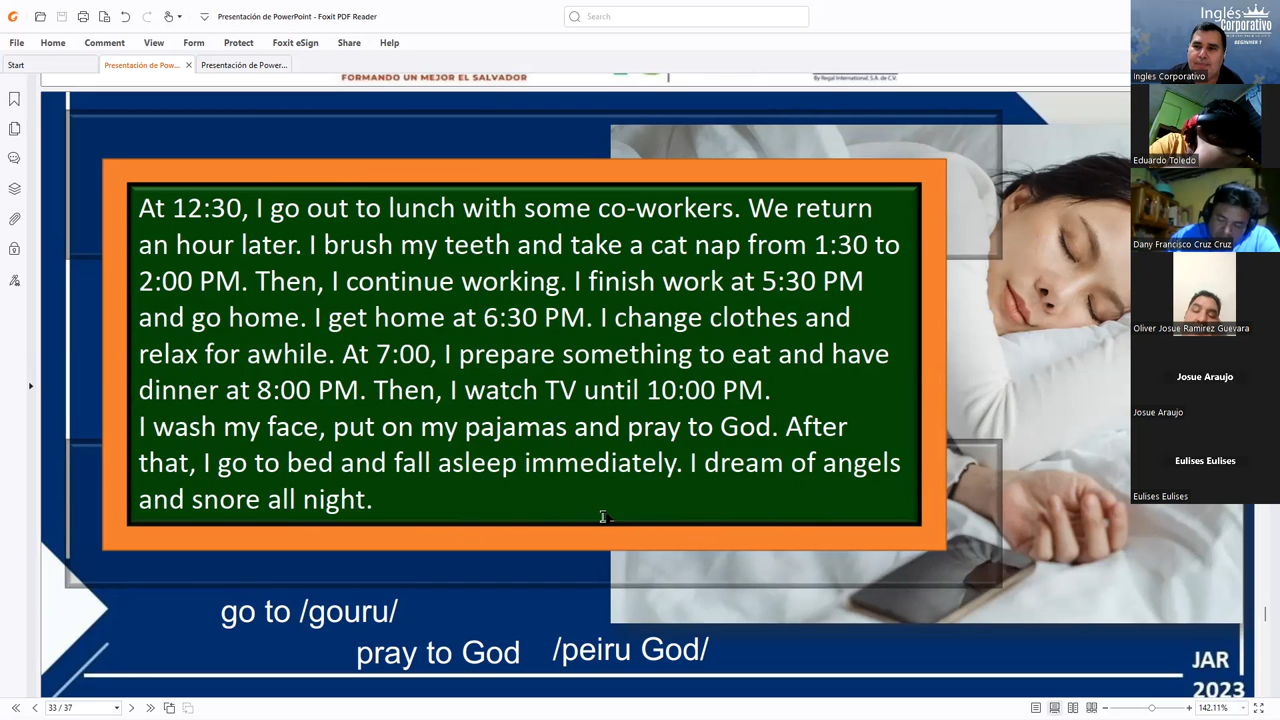 Presentación de PowerPoint - Foxit PDF Reader
Search
File Home Comment View Form Protect Foxit eSign Share Help
Start
Presentación de Pow...
Presentación de Power...
FORMANDO UN MEJOR EL SALVADOR
By Regal International, S.A. de C.V.
At 12:30, I go out to lunch with some co-workers. We return
an hour later. I brush my teeth and take a cat nap from 1:30 to
2:00 PM. Then, I continue working. I finish work at 5:30 PM
and go home. I get home at 6:30 PM. I change clothes and
relax for awhile. At 7:00, I prepare something to eat and have
dinner at 8:00 PM. Then, I watch TV until 10:00 PM.
I wash my face, put on my pajamas and pray to God. After
that, I go to bed and fall asleep immediately. I dream of angels
and snore all night.
go to /gouru/
pray to God /peiru God/
JAR
2023
33 / 37
142.11%
Inglés
Corporativo
BEGINNER 1
Ingles Corporativo
Eduardo Toledo
Dany Francisco Cruz Cruz
Oliver Josue Ramirez Guevara
Josue Araujo
Josue Araujo
Eulises Eulises
Eulises Eulises